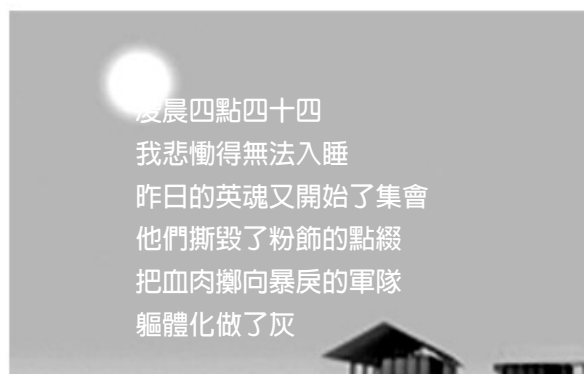 凌晨四點四十四
我悲慟得無法入睡
昨日的英魂又開始了集會
他們撕毀了粉飾的點綴
把血肉擲向暴戾的軍隊
軀體化做了灰